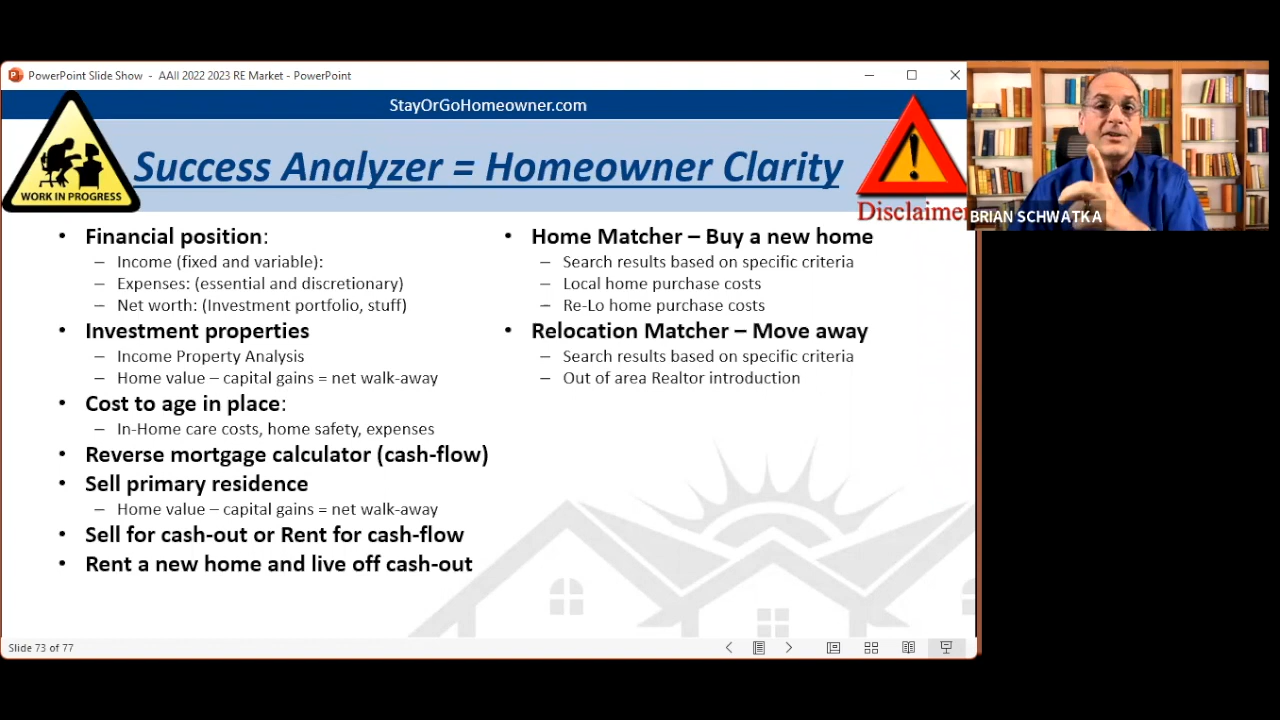 PowerPoint Slide Show - AAII 2022 2023 RE Market - PowerPoint
StayOrGoHomeowner.com
WORK IN PROGRESS
Success Analyzer = Homeowner Clarity
Disclaimer
BRIAN SCHWATKA
• Financial position:
– Income (fixed and variable):
– Expenses: (essential and discretionary)
– Net worth: (Investment portfolio, stuff)
• Investment properties
– Income Property Analysis
– Home value – capital gains = net walk-away
• Cost to age in place:
– In-Home care costs, home safety, expenses
• Reverse mortgage calculator (cash-flow)
• Sell primary residence
– Home value – capital gains = net walk-away
• Sell for cash-out or Rent for cash-flow
• Rent a new home and live off cash-out
• Home Matcher – Buy a new home
– Search results based on specific criteria
– Local home purchase costs
– Re-Lo home purchase costs
• Relocation Matcher – Move away
– Search results based on specific criteria
– Out of area Realtor introduction
Slide 73 of 77